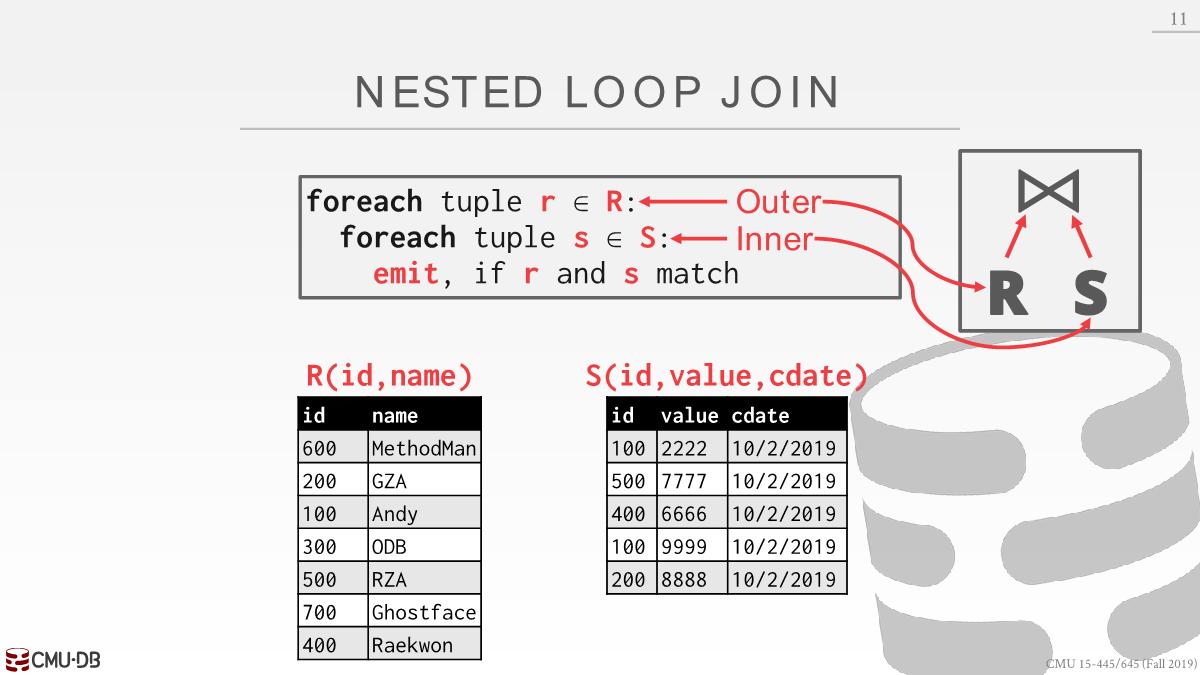 11
NESTED LOOP JOIN
foreach tuple r ∈ R: Outer
foreach tuple s ∈ S: Inner
emit, if r and s match
⋈
R S
R(id,name)
id name
600 MethodMan
200 GZA
100 Andy
300 ODB
500 RZA
700 Ghostface
400 Raekwon
S(id,value,cdate)
id value cdate
100 2222 10/2/2019
500 7777 10/2/2019
400 6666 10/2/2019
100 9999 10/2/2019
200 8888 10/2/2019
CMU·DB
CMU 15-445/645 (Fall 2019)